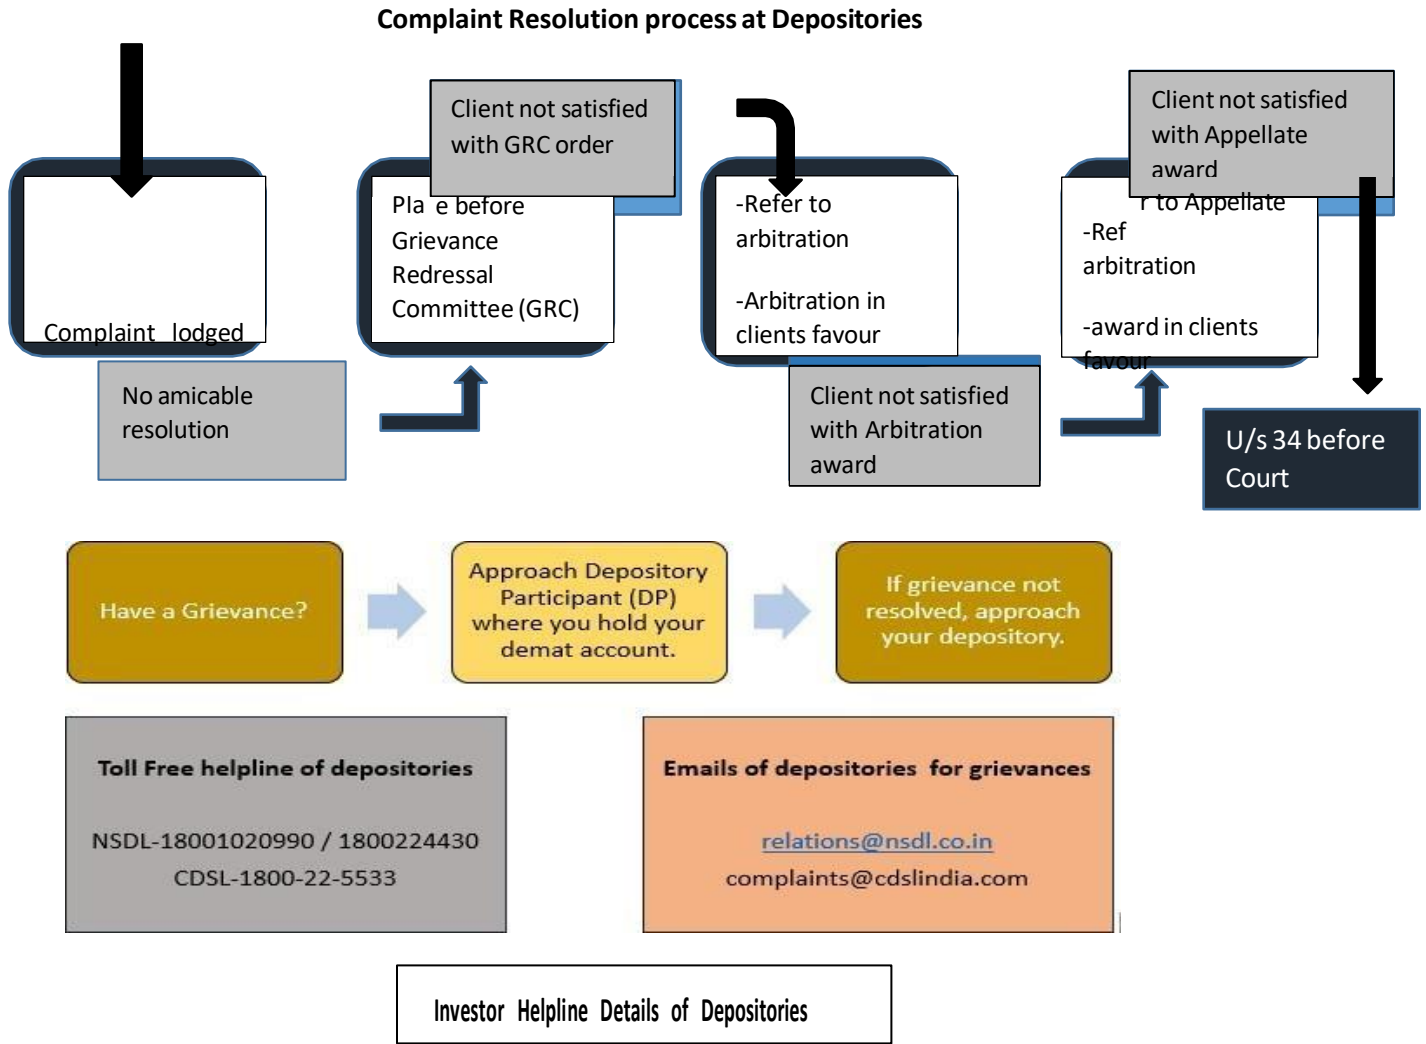 Complaint Resolution process at Depositories
Complaint lodged
No amicable
resolution
Client not satisfied
with GRC order
Pla e before
Grievance
Redressal
Committee (GRC)
-Refer to
arbitration
-Arbitration in
clients favour
Client not satisfied
with Arbitration
award
Client not satisfied
with Appellate
award
r to Appellate
-Ref
arbitration
-award in clients
favour
U/s 34 before
Court
Have a Grievance?
Approach Depository
Participant (DP)
where you hold your
demat account.
If grievance not
resolved, approach
your depository.
Toll Free helpline of depositories
NSDL-18001020990 / 1800224430
CDSL-1800-22-5533
Emails of depositories for grievances
relations@nsdl.co.in
complaints@cdslindia.com
Investor Helpline Details of Depositories